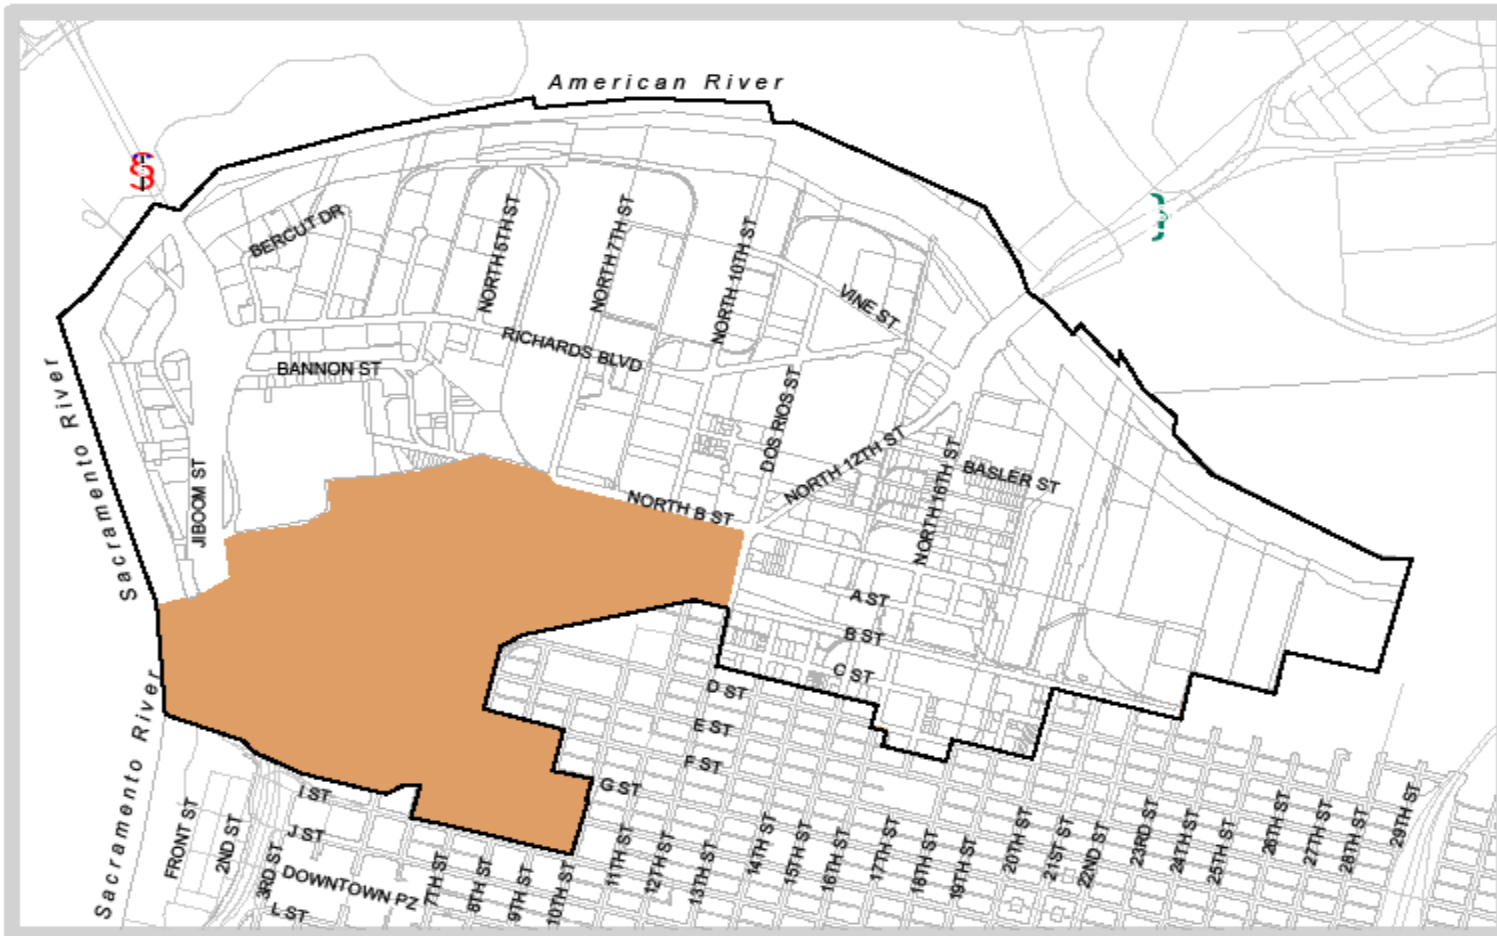 American River
BERCUT DR
NORTH 5TH ST
NORTH 7TH ST
NORTH 10TH ST
VINE ST
RICHARDS BLVD
BANNON ST
Sacramento River
DOS RIOS ST
NORTH 12TH ST
NORTH 16TH ST
BASLER ST
JIBOOM ST
NORTH B ST
A ST
B ST
C ST
D ST
E ST
F ST
G ST
Sacramento River
I ST
J ST
DOWNTOWN PZ
L ST
FRONT ST
2ND ST
3RD ST
7TH ST
8TH ST
9TH ST
10TH ST
11TH ST
12TH ST
13TH ST
14TH ST
15TH ST
16TH ST
17TH ST
18TH ST
19TH ST
20TH ST
21ST ST
22ND ST
23RD ST
24TH ST
25TH ST
26TH ST
27TH ST
28TH ST
29TH ST